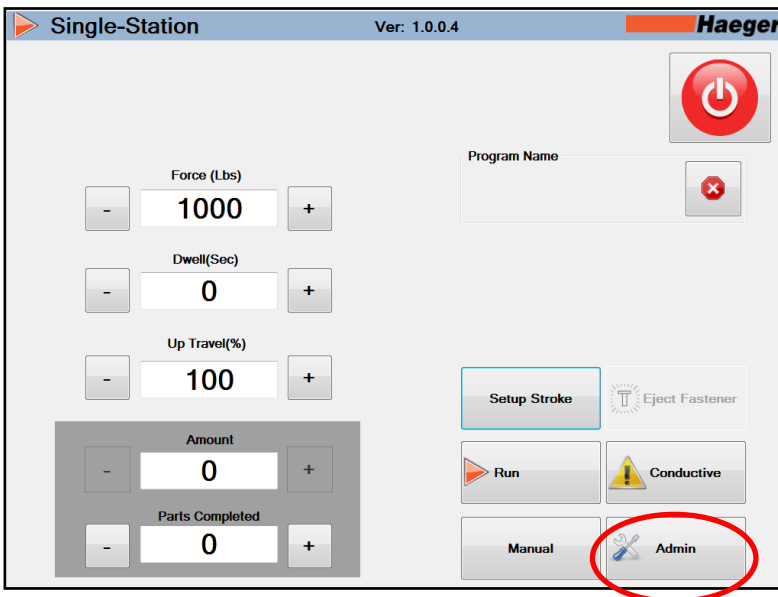 Single-Station Ver: 1.0.0.4 Haeger
Program Name
Force (Lbs)
- 1000 +
Dwell(Sec)
- 0 +
Up Travel(%)
- 100 +
Setup Stroke T Eject Fastener
Amount
- 0 +
Run Conductive
Parts Completed
- 0 +
Manual Admin